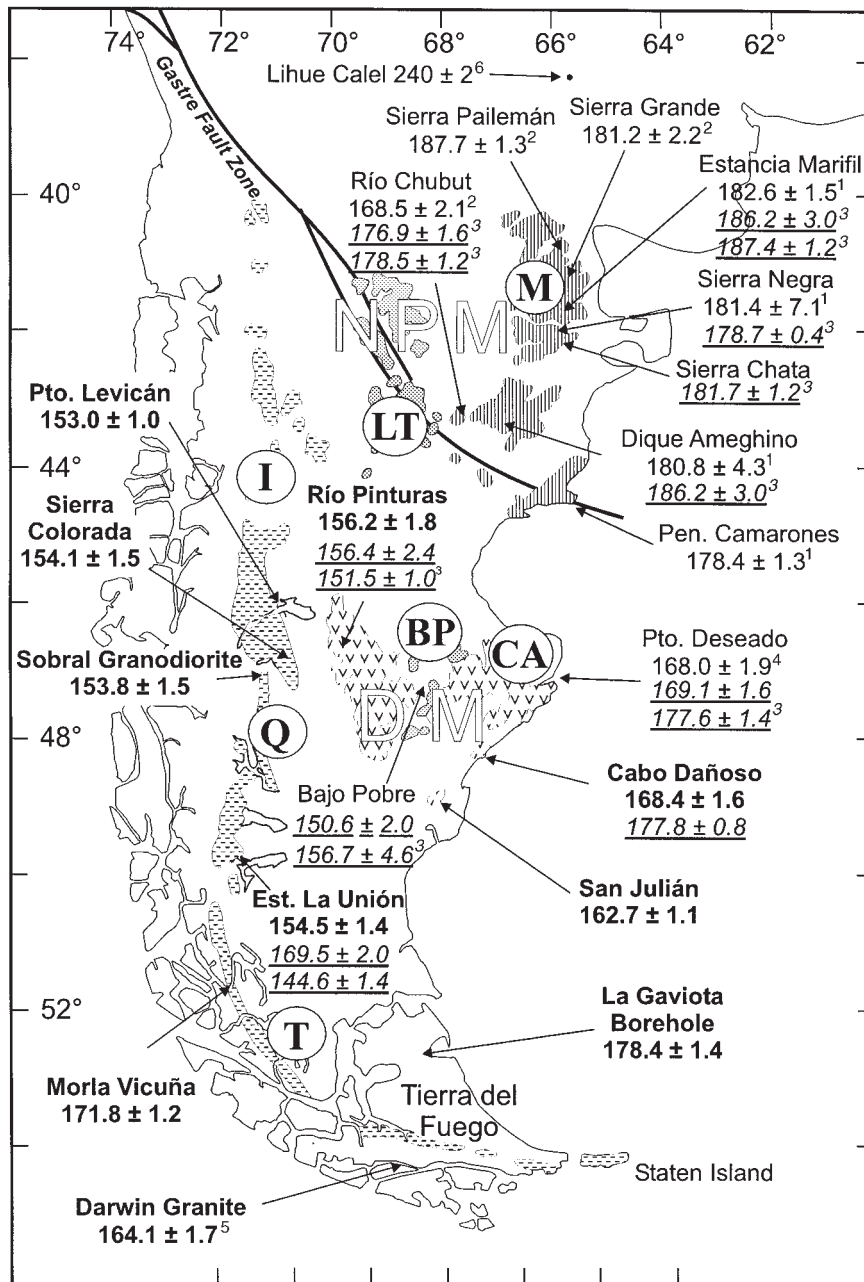 74° 72° 70° 68° 66° 64° 62°
Gastre Fault Zone
Lihue Calel 240 ± 2⁶
Sierra Pailemán
187.7 ± 1.3²
Sierra Grande
181.2 ± 2.2²
Río Chubut
168.5 ± 2.1²
176.9 ± 1.6³
178.5 ± 1.2³
Estancia Marifil
182.6 ± 1.5¹
186.2 ± 3.0³
187.4 ± 1.2³
40°
M
NPM
Sierra Negra
181.4 ± 7.1¹
178.7 ± 0.4³
Sierra Chata
181.7 ± 1.2³
Pto. Levicán
153.0 ± 1.0
LT
Dique Ameghino
180.8 ± 4.3¹
186.2 ± 3.0³
44°
I
Sierra
Colorada
154.1 ± 1.5
Río Pinturas
156.2 ± 1.8
156.4 ± 2.4
151.5 ± 1.0³
Pen. Camarones
178.4 ± 1.3¹
BP
CA
Sobral Granodiorite
153.8 ± 1.5
Pto. Deseado
168.0 ± 1.9⁴
169.1 ± 1.6
177.6 ± 1.4³
DM
Q
48°
Cabo Dañoso
168.4 ± 1.6
177.8 ± 0.8
Bajo Pobre
150.6 ± 2.0
156.7 ± 4.6³
Est. La Unión
154.5 ± 1.4
169.5 ± 2.0
144.6 ± 1.4
San Julián
162.7 ± 1.1
52°
T
La Gaviota
Borehole
178.4 ± 1.4
Morla Vicuña
171.8 ± 1.2
Tierra del
Fuego
Staten Island
Darwin Granite
164.1 ± 1.7⁵